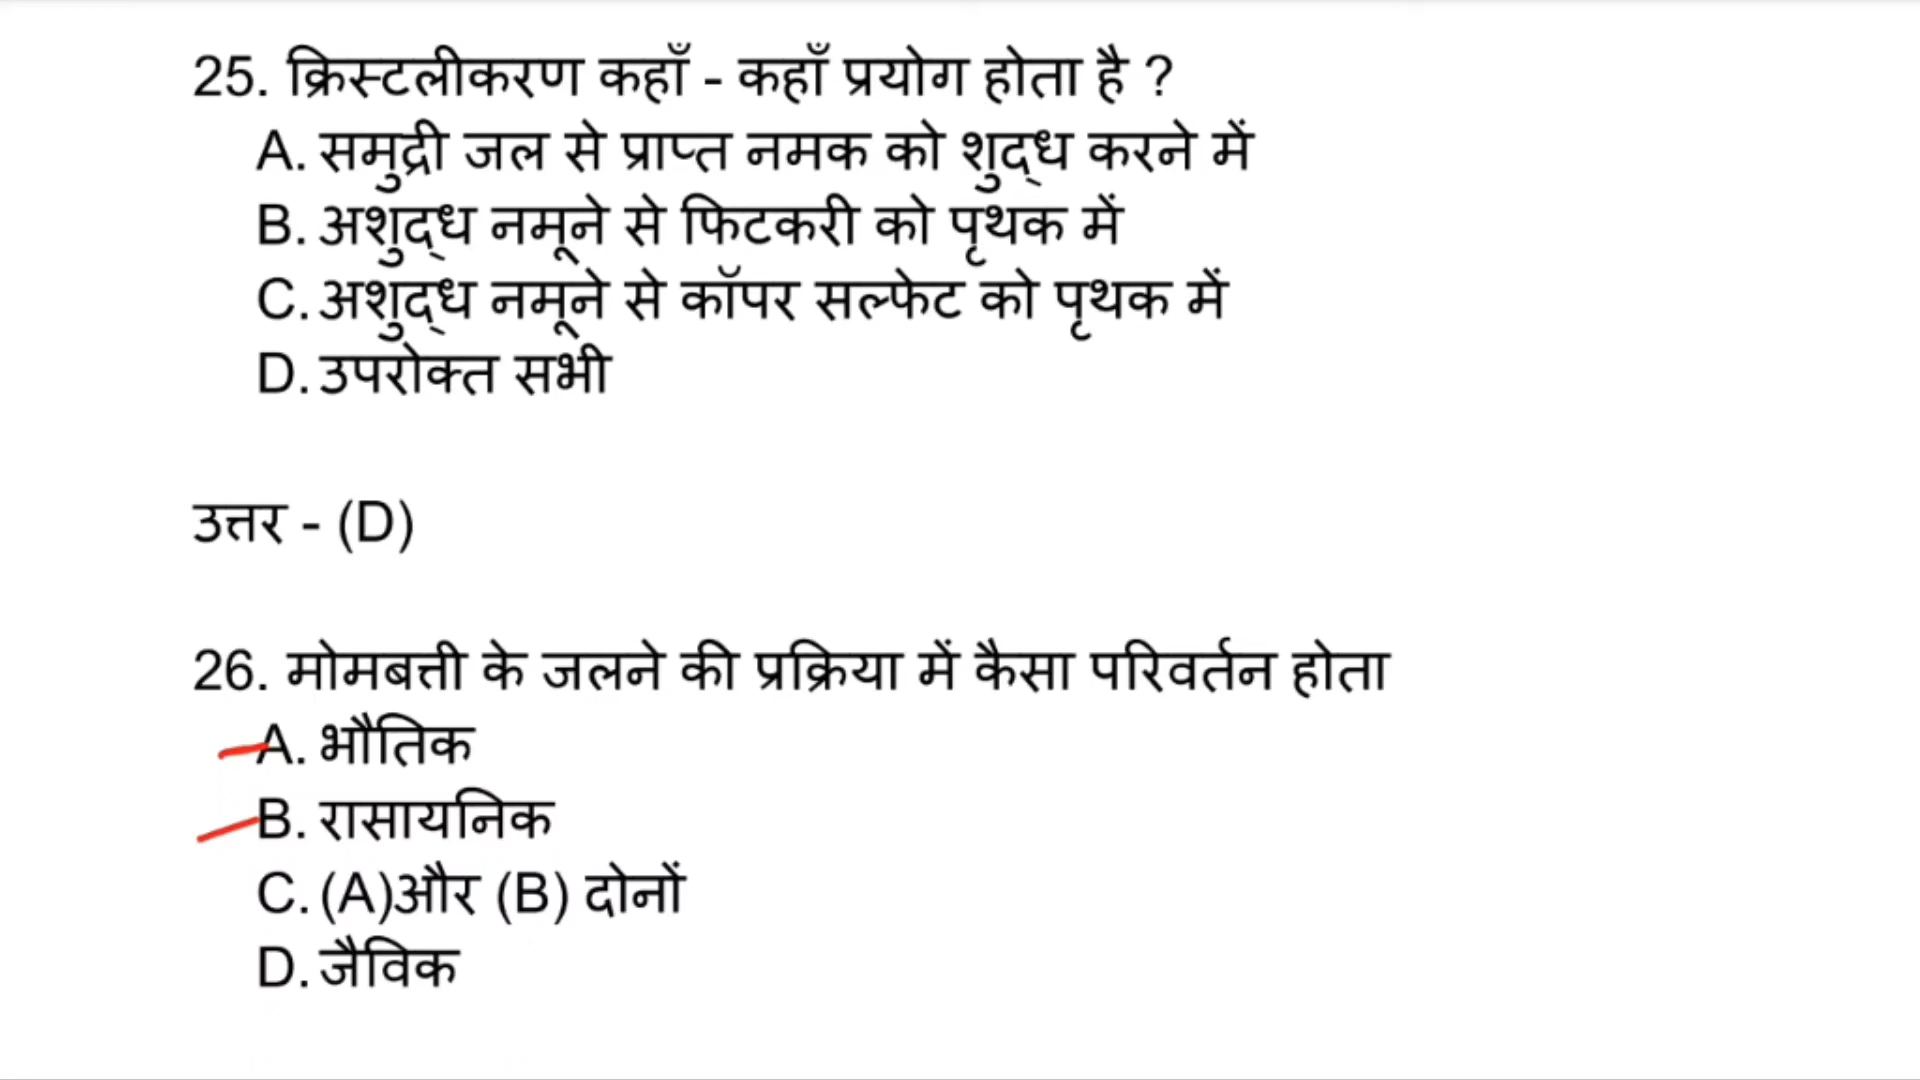 25. क्रिस्टलीकरण कहाँ - कहाँ प्रयोग होता है ?
A. समुद्री जल से प्राप्त नमक को शुद्ध करने में
B. अशुद्ध नमूने से फिटकरी को पृथक में
C. अशुद्ध नमूने से कॉपर सल्फेट को पृथक में
D. उपरोक्त सभी
उत्तर - (D)
26. मोमबत्ती के जलने की प्रक्रिया में कैसा परिवर्तन होता
A. भौतिक
B. रासायनिक
C. (A)और (B) दोनों
D. जैविक